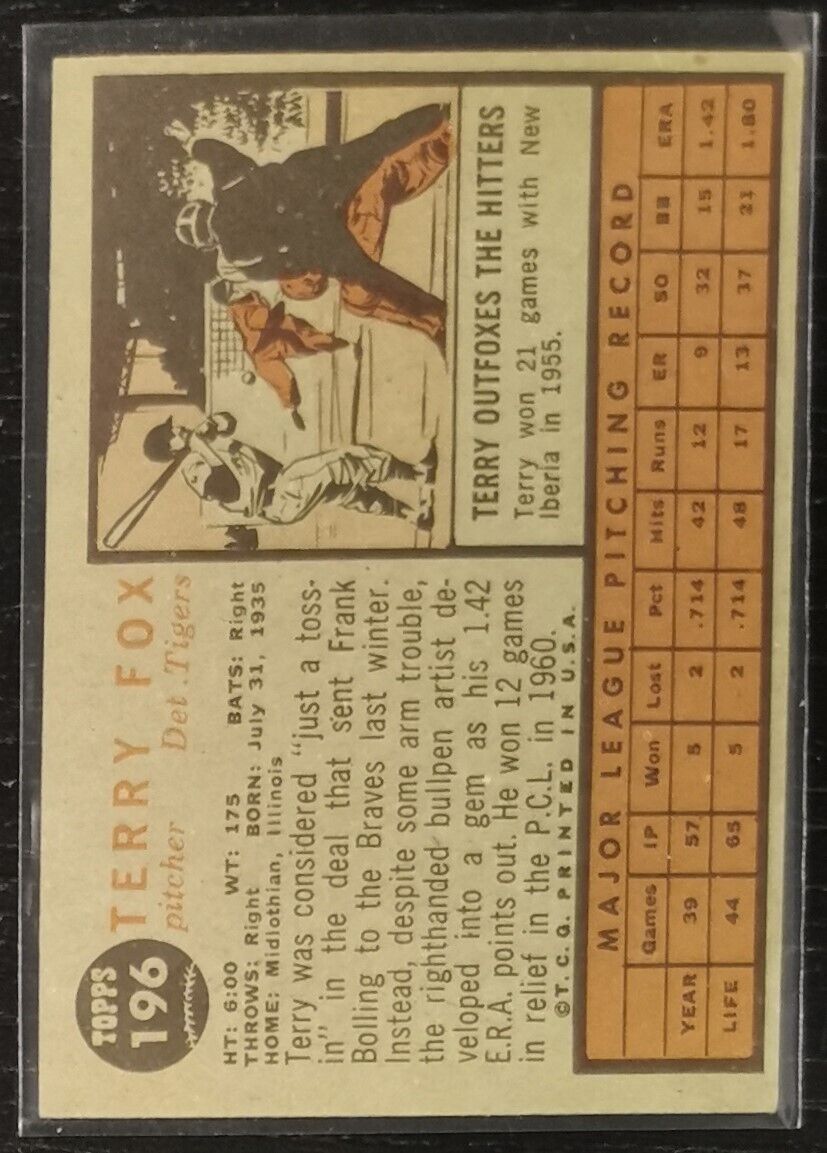 TOPPS
196
TERRY FOX
pitcher Det. Tigers
HT: 6:00 WT: 175 BATS: Right
THROWS: Right BORN: July 31, 1935
HOME: Midlothian, Illinois
Terry was considered "just a toss-
in" in the deal that sent Frank
Bolling to the Braves last winter.
Instead, despite some arm trouble,
the righthanded bullpen artist de-
veloped into a gem as his 1.42
E.R.A. points out. He won 12 games
in relief in the P.C.L. in 1960.
©T.C.G. PRINTED IN U.S.A.
TERRY OUTFOXES THE HITTERS
Terry won 21 games with New
Iberia in 1955.
MAJOR LEAGUE PITCHING RECORD
Games IP Won Lost Pct Hits Runs ER SO BB ERA
YEAR 39 57 5 2 .714 42 12 9 32 15 1.42
LIFE 44 65 5 2 .714 48 17 13 37 21 1.80